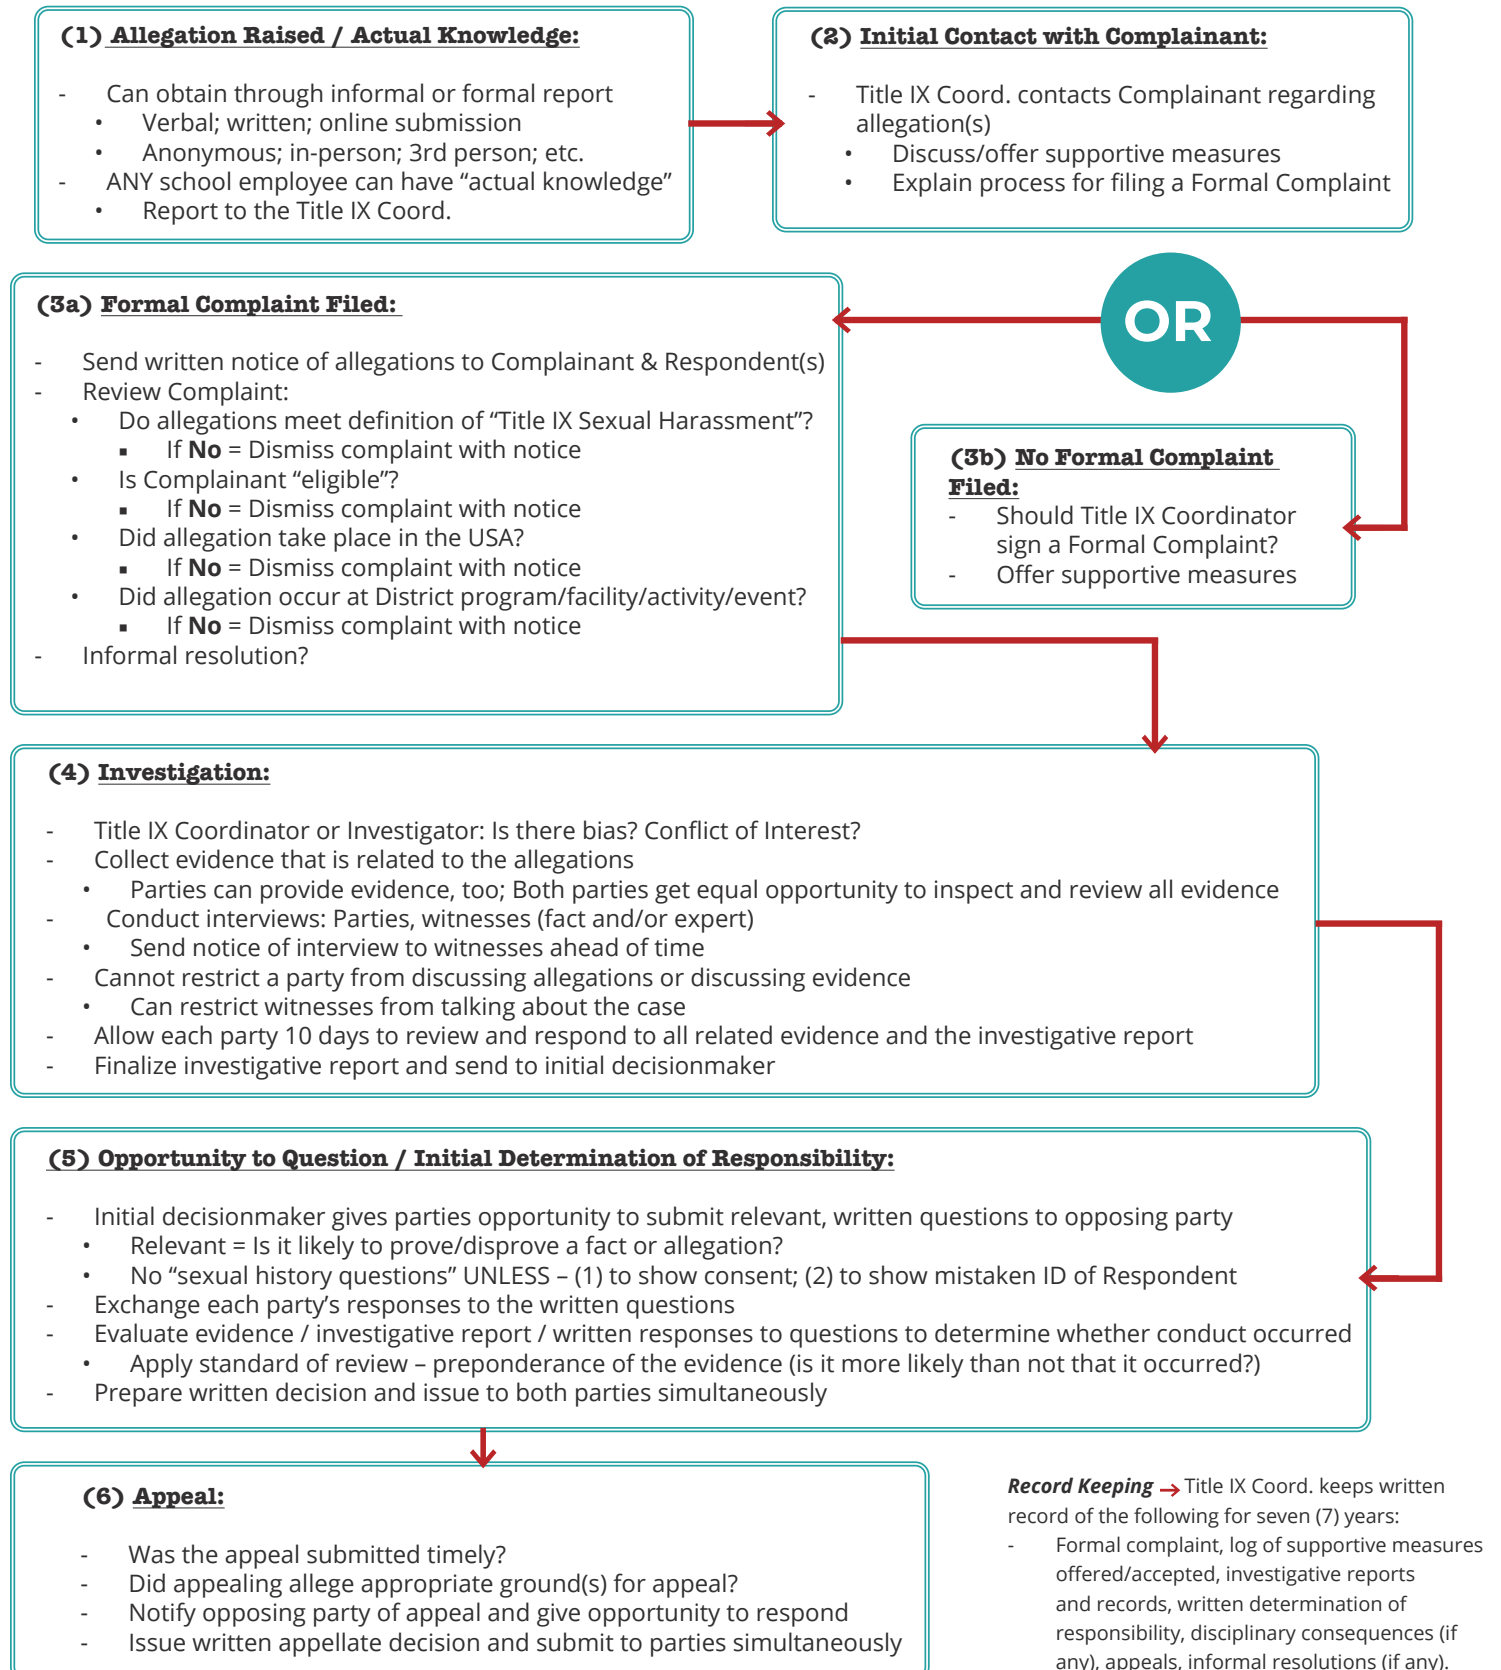 (1) Allegation Raised / Actual Knowledge:
- Can obtain through informal or formal report
• Verbal; written; online submission
• Anonymous; in-person; 3rd person; etc.
- ANY school employee can have “actual knowledge”
• Report to the Title IX Coord.
(2) Initial Contact with Complainant:
- Title IX Coord. contacts Complainant regarding
allegation(s)
• Discuss/offer supportive measures
• Explain process for filing a Formal Complaint
OR
(3a) Formal Complaint Filed:
- Send written notice of allegations to Complainant & Respondent(s)
- Review Complaint:
• Do allegations meet definition of “Title IX Sexual Harassment”?
▪ If No = Dismiss complaint with notice
• Is Complainant “eligible”?
▪ If No = Dismiss complaint with notice
• Did allegation take place in the USA?
▪ If No = Dismiss complaint with notice
• Did allegation occur at District program/facility/activity/event?
▪ If No = Dismiss complaint with notice
- Informal resolution?
(3b) No Formal Complaint
Filed:
- Should Title IX Coordinator
sign a Formal Complaint?
- Offer supportive measures
(4) Investigation:
- Title IX Coordinator or Investigator: Is there bias? Conflict of Interest?
- Collect evidence that is related to the allegations
• Parties can provide evidence, too; Both parties get equal opportunity to inspect and review all evidence
- Conduct interviews: Parties, witnesses (fact and/or expert)
• Send notice of interview to witnesses ahead of time
- Cannot restrict a party from discussing allegations or discussing evidence
• Can restrict witnesses from talking about the case
- Allow each party 10 days to review and respond to all related evidence and the investigative report
- Finalize investigative report and send to initial decisionmaker
(5) Opportunity to Question / Initial Determination of Responsibility:
- Initial decisionmaker gives parties opportunity to submit relevant, written questions to opposing party
• Relevant = Is it likely to prove/disprove a fact or allegation?
• No “sexual history questions” UNLESS – (1) to show consent; (2) to show mistaken ID of Respondent
- Exchange each party’s responses to the written questions
- Evaluate evidence / investigative report / written responses to questions to determine whether conduct occurred
• Apply standard of review – preponderance of the evidence (is it more likely than not that it occurred?)
- Prepare written decision and issue to both parties simultaneously
(6) Appeal:
- Was the appeal submitted timely?
- Did appealing allege appropriate ground(s) for appeal?
- Notify opposing party of appeal and give opportunity to respond
- Issue written appellate decision and submit to parties simultaneously
Record Keeping → Title IX Coord. keeps written
record of the following for seven (7) years:
- Formal complaint, log of supportive measures
offered/accepted, investigative reports
and records, written determination of
responsibility, disciplinary consequences (if
any), appeals, informal resolutions (if any).